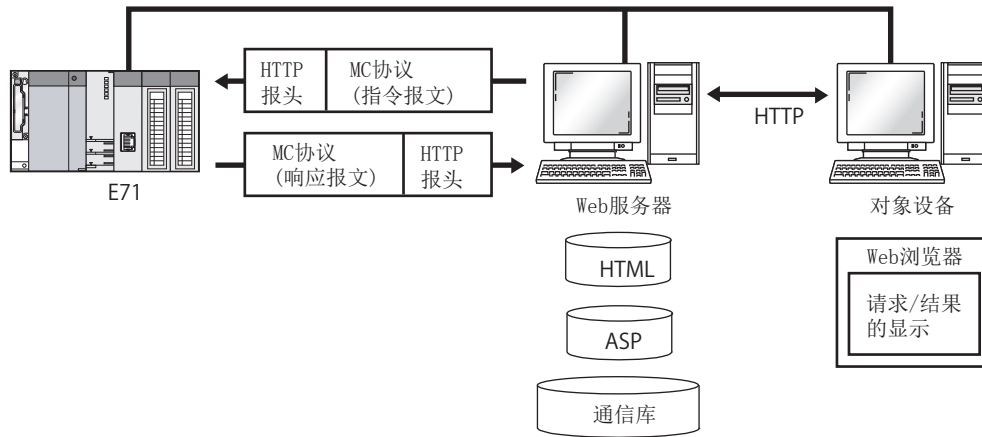 HTTP
报头
MC协议
(指令报文)
MC协议
(响应报文)
HTTP
报头
E71
HTTP
Web服务器
对象设备
HTML
ASP
通信库
Web浏览器
请求/结果
的显示